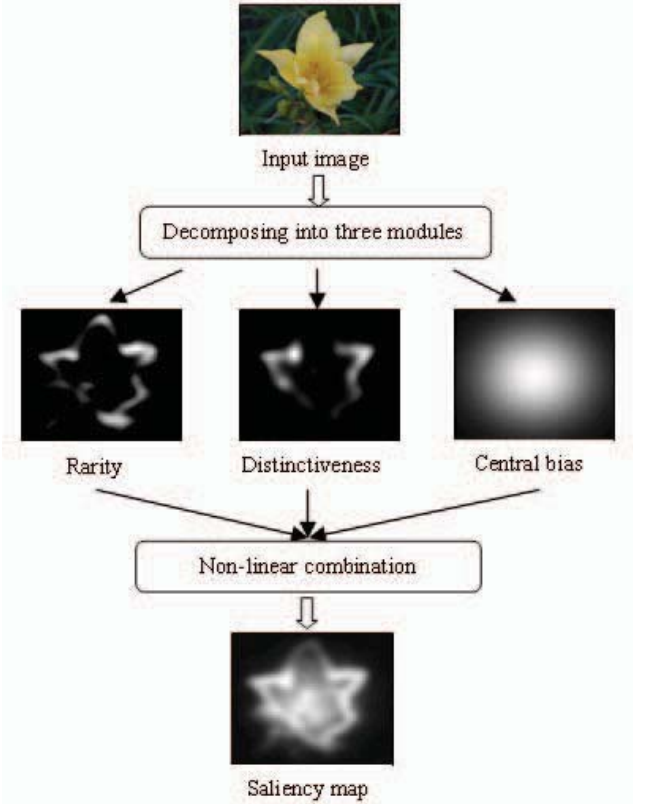 Input image
Decomposing into three modules
Rarity
Distinctiveness
Central bias
Non-linear combination
Saliency map